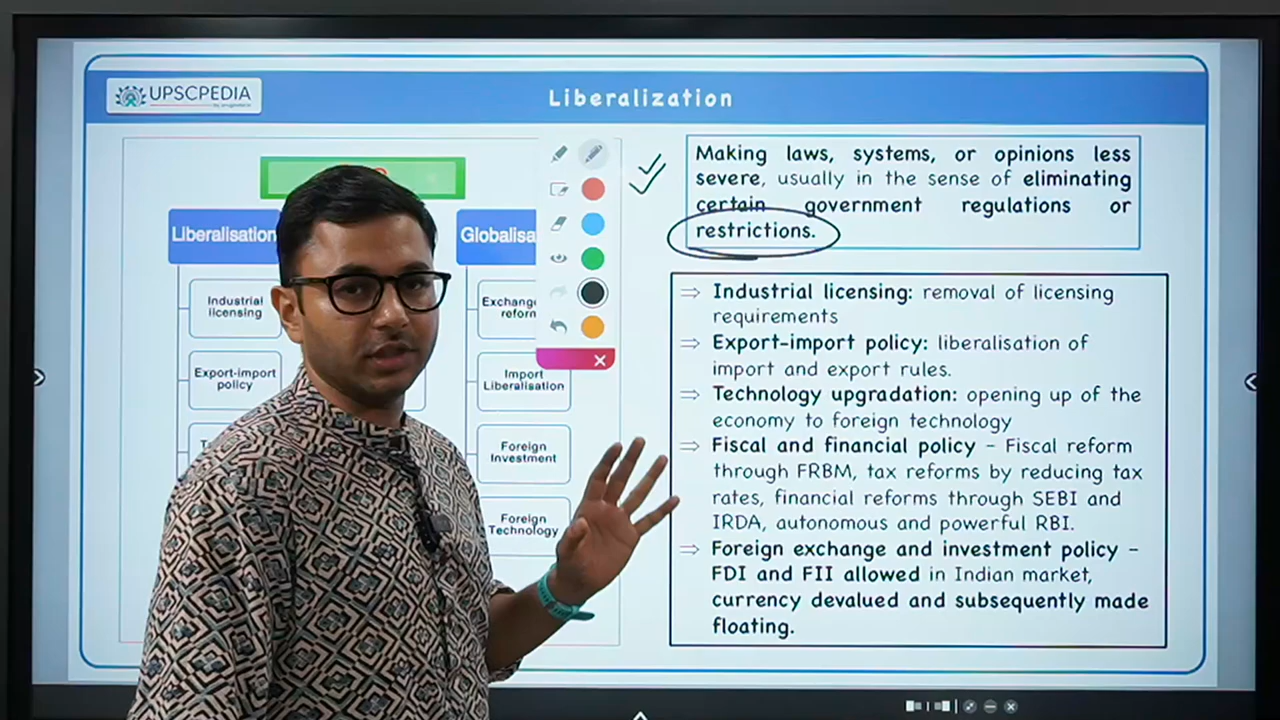 UPSCPEDIA
Liberalization
Liberalisation
Industrial
licensing
Export-import
policy
Globalisa
Exchange
reform
Import
Liberalisation
Foreign
Investment
Foreign
Technology
Making laws, systems, or opinions less
severe, usually in the sense of eliminating
certain government regulations or
restrictions.
⇒ Industrial licensing: removal of licensing
requirements
⇒ Export-import policy: liberalisation of
import and export rules.
⇒ Technology upgradation: opening up of the
economy to foreign technology
⇒ Fiscal and financial policy – Fiscal reform
through FRBM, tax reforms by reducing tax
rates, financial reforms through SEBI and
IRDA, autonomous and powerful RBI.
⇒ Foreign exchange and investment policy –
FDI and FII allowed in Indian market,
currency devalued and subsequently made
floating.